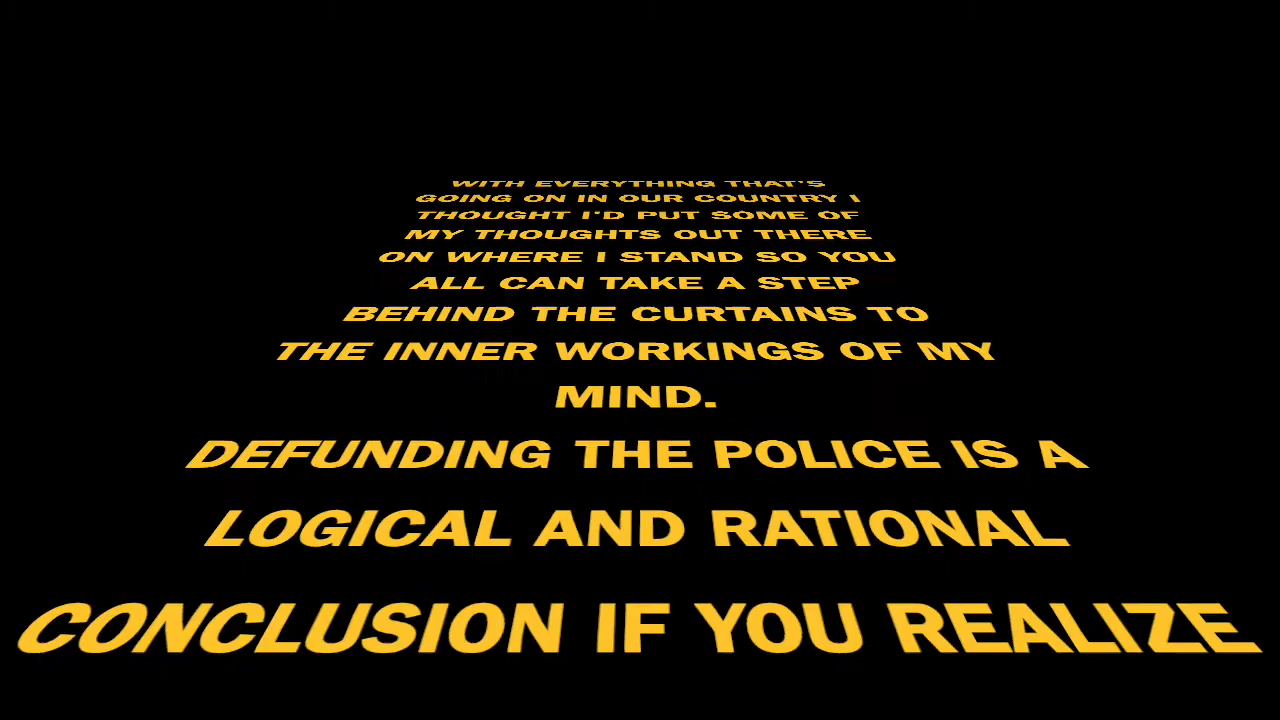 WITH EVERYTHING THAT'S
GOING ON IN OUR COUNTRY I
THOUGHT I'D PUT SOME OF
MY THOUGHTS OUT THERE
ON WHERE I STAND SO YOU
ALL CAN TAKE A STEP
BEHIND THE CURTAINS TO
THE INNER WORKINGS OF MY
MIND.
DEFUNDING THE POLICE IS A
LOGICAL AND RATIONAL
CONCLUSION IF YOU REALIZE